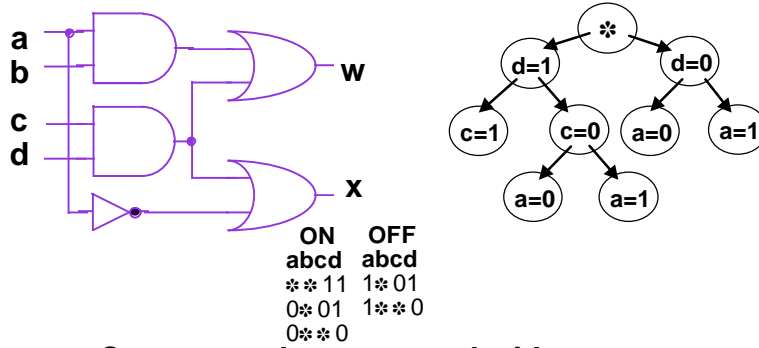 a
b
c
d
w
x
*
d=1
d=0
c=1
c=0
a=0
a=1
a=0
a=1
ON OFF
abcd abcd
**11 1*01
0*01 1**0
0**0